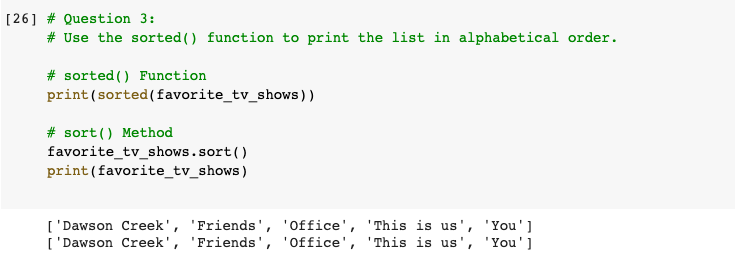 [26] # Question 3:
# Use the sorted() function to print the list in alphabetical order.
# sorted() Function
print(sorted(favorite_tv_shows))
# sort() Method
favorite_tv_shows.sort()
print(favorite_tv_shows)
['Dawson Creek', 'Friends', 'Office', 'This is us', 'You']
['Dawson Creek', 'Friends', 'Office', 'This is us', 'You']